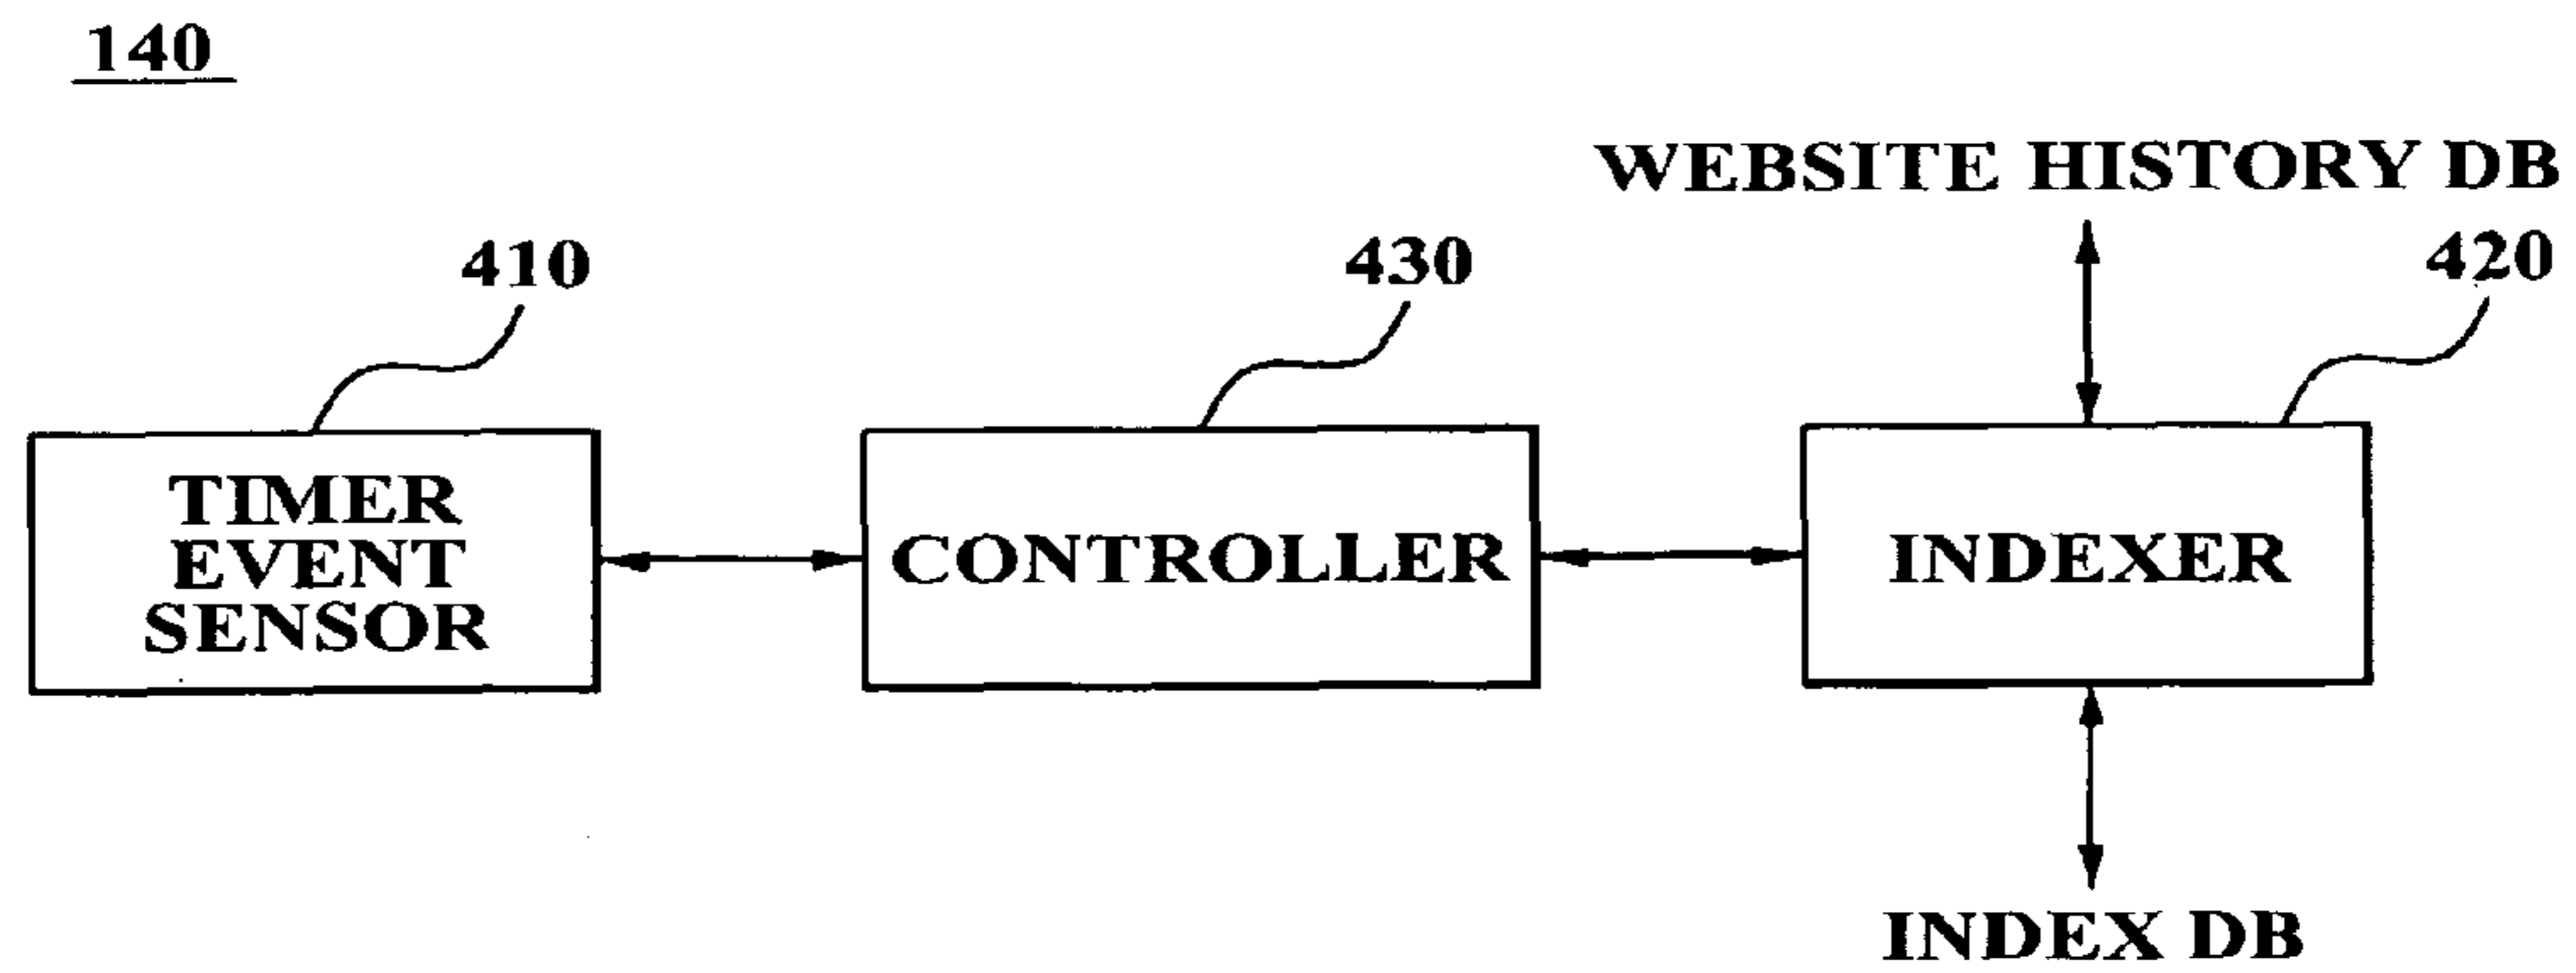 140
WEBSITE HISTORY DB
410
430
420
TIMER
EVENT
SENSOR
CONTROLLER
INDEXER
INDEX DB